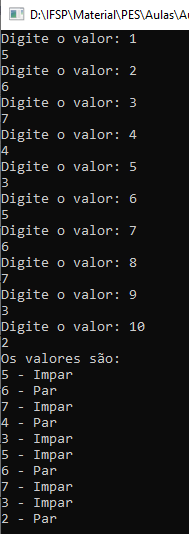 D:\IFSP\Material\PES\Aulas\Au
Digite o valor: 1
5
Digite o valor: 2
6
Digite o valor: 3
7
Digite o valor: 4
4
Digite o valor: 5
3
Digite o valor: 6
5
Digite o valor: 7
6
Digite o valor: 8
7
Digite o valor: 9
3
Digite o valor: 10
2
Os valores são:
5 - Impar
6 - Par
7 - Impar
4 - Par
3 - Impar
5 - Impar
6 - Par
7 - Impar
3 - Impar
2 - Par